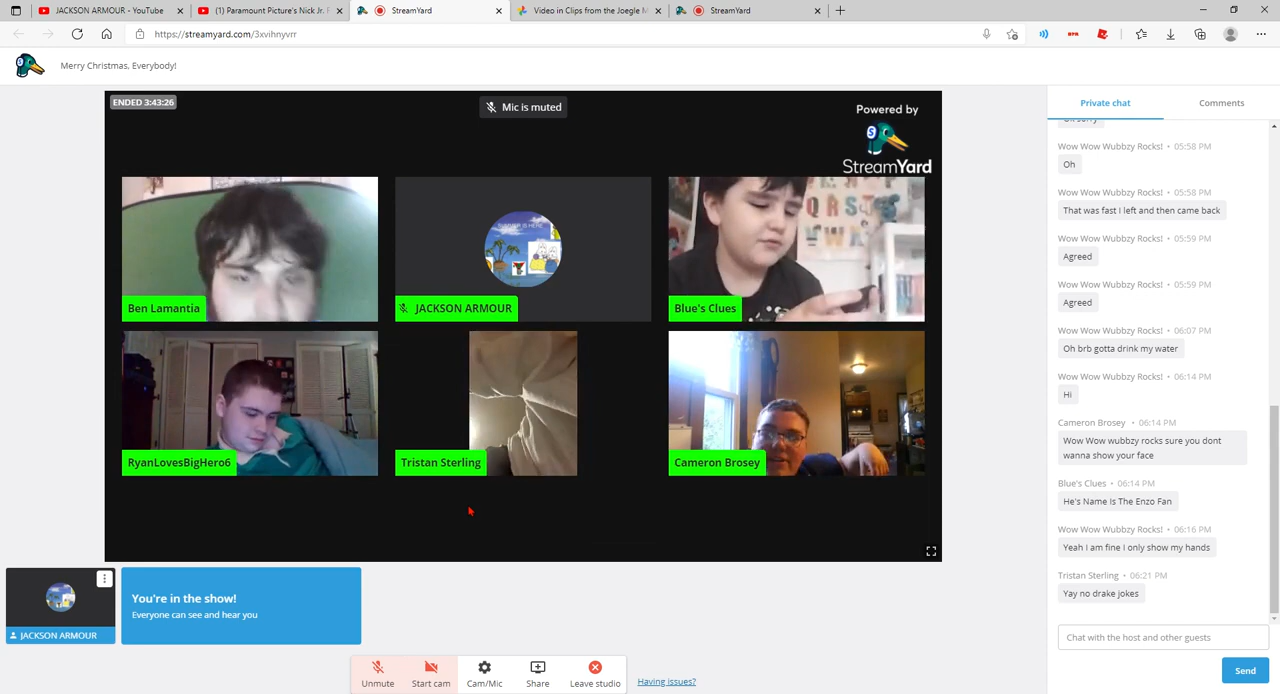 JACKSON ARMOUR - YouTube
(1) Paramount Picture's Nick Jr. F
StreamYard
Video in Clips from the Joegle M
StreamYard
https://streamyard.com/3xvihnyvrr
Merry Christmas, Everybody!
ENDED 3:43:26
Mic is muted
Powered by
StreamYard
Ben Lamantia
JACKSON ARMOUR
Blue's Clues
RyanLovesBigHero6
Tristan Sterling
Cameron Brosey
JACKSON ARMOUR
You're in the show!
Everyone can see and hear you
Unmute
Start cam
Cam/Mic
Share
Leave studio
Having issues?
Private chat
Comments
Wow Wow Wubbzy Rocks! • 05:58 PM
Oh
Wow Wow Wubbzy Rocks! • 05:58 PM
That was fast I left and then came back
Wow Wow Wubbzy Rocks! • 05:59 PM
Agreed
Wow Wow Wubbzy Rocks! • 05:59 PM
Agreed
Wow Wow Wubbzy Rocks! • 06:07 PM
Oh brb gotta drink my water
Wow Wow Wubbzy Rocks! • 06:14 PM
Hi
Cameron Brosey • 06:14 PM
Wow Wow wubbzy rocks sure you dont
wanna show your face
Blue's Clues • 06:14 PM
He's Name Is The Enzo Fan
Wow Wow Wubbzy Rocks! • 06:16 PM
Yeah I am fine I only show my hands
Tristan Sterling • 06:21 PM
Yay no drake jokes
Chat with the host and other guests
Send